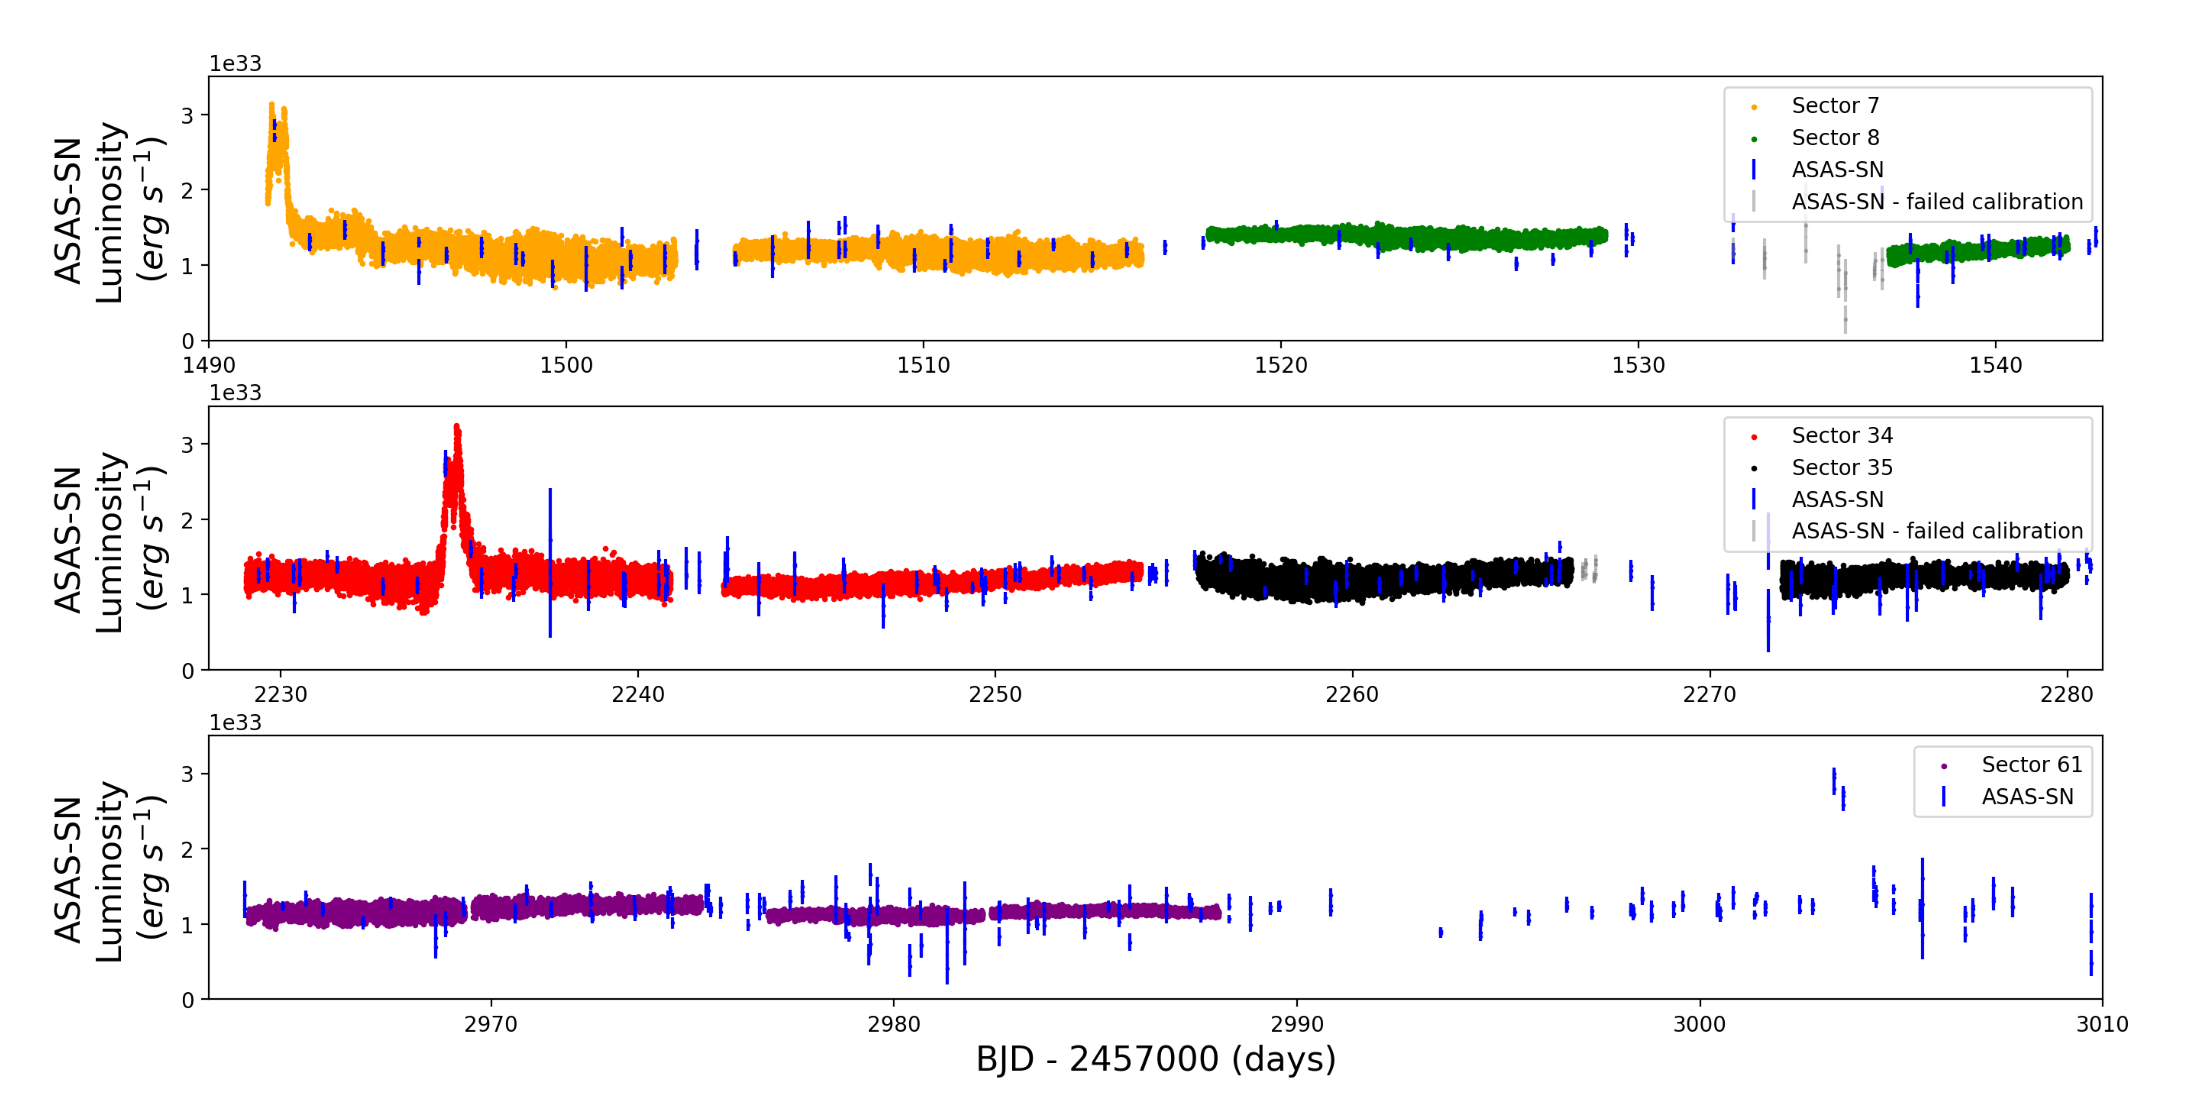 1e33
ASAS-SN
Luminosity
(erg s⁻¹)
3
2
1
0
Sector 7
Sector 8
ASAS-SN
ASAS-SN - failed calibration
1490
1500
1510
1520
1530
1540
1e33
ASAS-SN
Luminosity
(erg s⁻¹)
3
2
1
0
Sector 34
Sector 35
ASAS-SN
ASAS-SN - failed calibration
2230
2240
2250
2260
2270
2280
1e33
ASAS-SN
Luminosity
(erg s⁻¹)
3
2
1
0
Sector 61
ASAS-SN
2970
2980
2990
3000
3010
BJD - 2457000 (days)